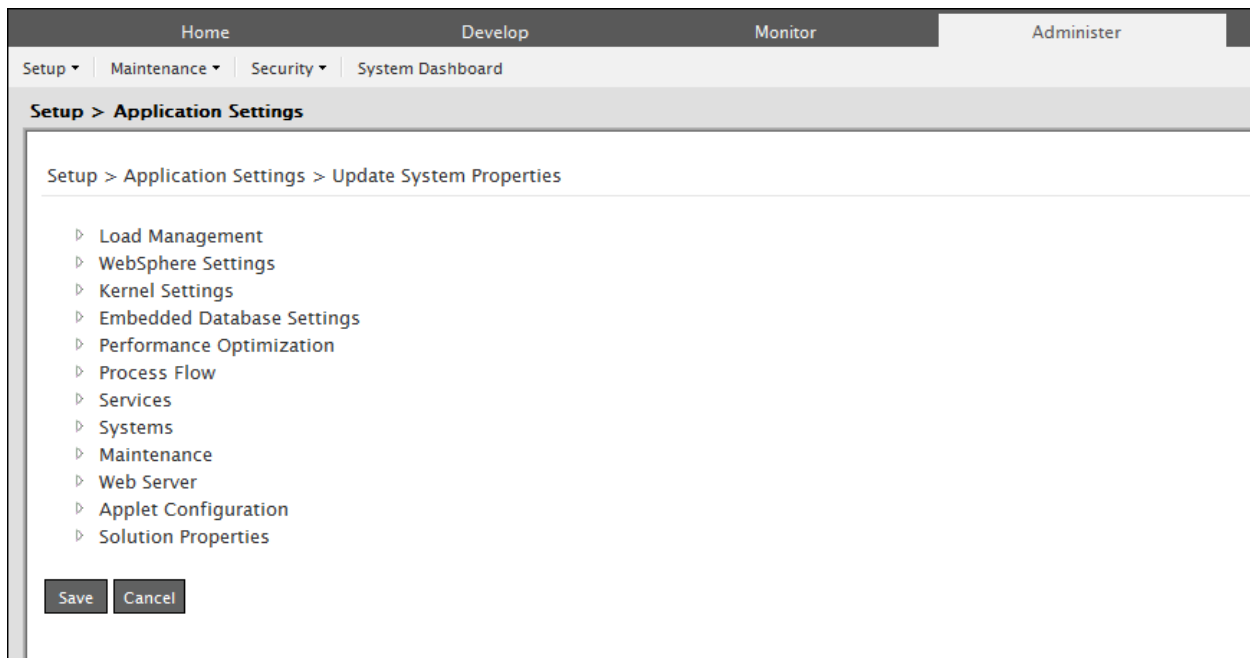 Home Develop Monitor Administer
Setup Maintenance Security System Dashboard
Setup > Application Settings
Setup > Application Settings > Update System Properties
Load Management
WebSphere Settings
Kernel Settings
Embedded Database Settings
Performance Optimization
Process Flow
Services
Systems
Maintenance
Web Server
Applet Configuration
Solution Properties
Save Cancel